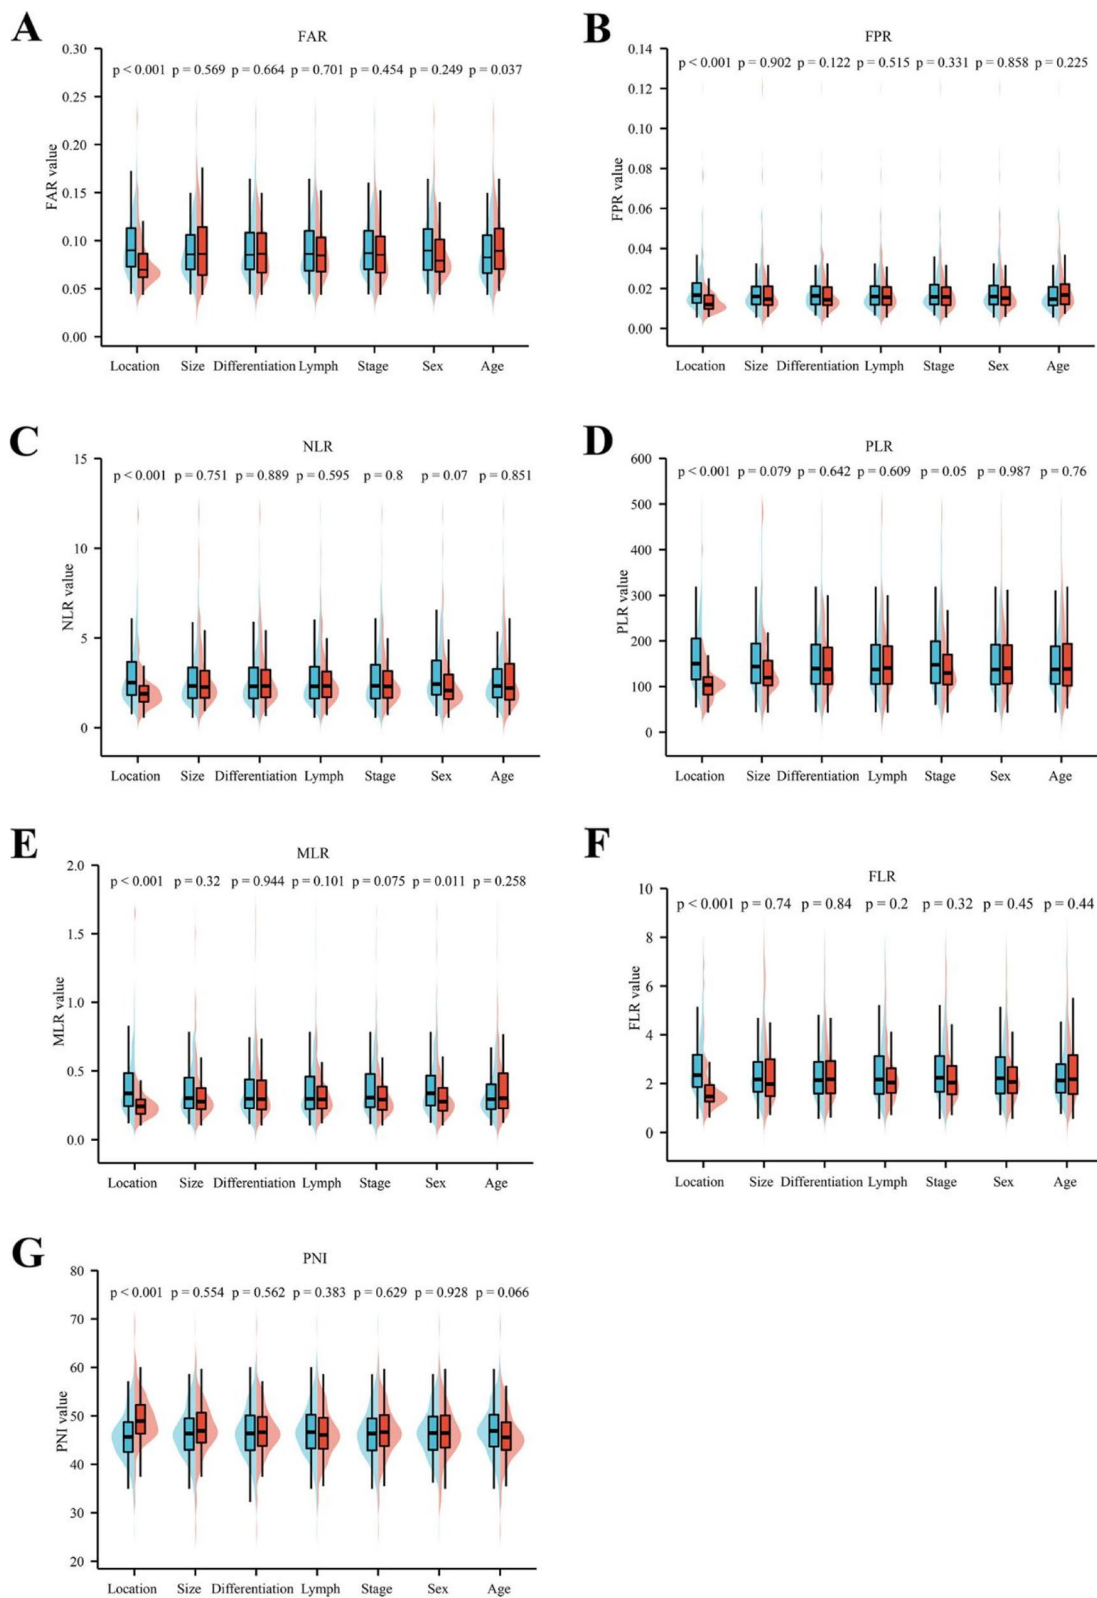 A
FAR
p < 0.001 p = 0.569 p = 0.664 p = 0.701 p = 0.454 p = 0.249 p = 0.037
FAR value
0.30
0.25
0.20
0.15
0.10
0.05
0.00
Location Size Differentiation Lymph Stage Sex Age
B
FPR
p < 0.001 p = 0.902 p = 0.122 p = 0.515 p = 0.331 p = 0.858 p = 0.225
FPR value
0.14
0.12
0.10
0.08
0.06
0.04
0.02
0.00
Location Size Differentiation Lymph Stage Sex Age
C
NLR
p < 0.001 p = 0.751 p = 0.889 p = 0.595 p = 0.8 p = 0.07 p = 0.851
NLR value
15
10
5
0
Location Size Differentiation Lymph Stage Sex Age
D
PLR
p < 0.001 p = 0.079 p = 0.642 p = 0.609 p = 0.05 p = 0.987 p = 0.76
PLR value
600
500
400
300
200
100
0
Location Size Differentiation Lymph Stage Sex Age
E
MLR
p < 0.001 p = 0.32 p = 0.944 p = 0.101 p = 0.075 p = 0.011 p = 0.258
MLR value
2.0
1.5
1.0
0.5
0.0
Location Size Differentiation Lymph Stage Sex Age
F
FLR
p < 0.001 p = 0.74 p = 0.84 p = 0.2 p = 0.32 p = 0.45 p = 0.44
FLR value
10
8
6
4
2
0
Location Size Differentiation Lymph Stage Sex Age
G
PNI
p < 0.001 p = 0.554 p = 0.562 p = 0.383 p = 0.629 p = 0.928 p = 0.066
PNI value
80
70
60
50
40
30
20
Location Size Differentiation Lymph Stage Sex Age